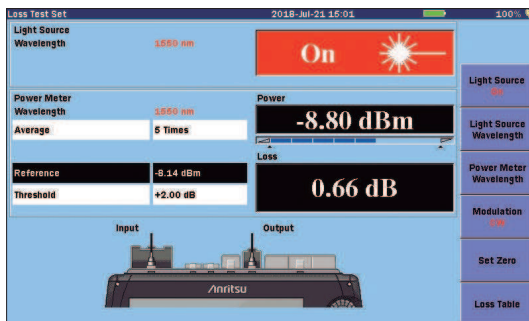 Loss Test Set 2018-Jul-21 15:01 100%
Light Source
Wavelength 1550 nm
On
Power Meter
Wavelength 1550 nm
Average 5 Times
Power
-8.80 dBm
Reference -8.14 dBm
Threshold +2.00 dB
Loss
0.66 dB
Input Output
Anritsu
Light Source
Light Source
Wavelength
Power Meter
Wavelength
Modulation
Set Zero
Loss Table